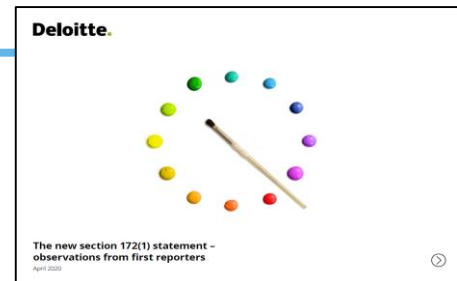 Deloitte.
The new section 172(1) statement –
observations from first reporters
April 2020